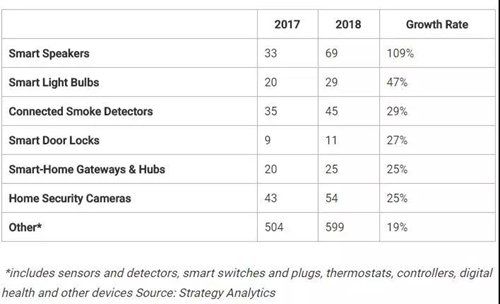 2017 2018 Growth Rate
Smart Speakers 33 69 109%
Smart Light Bulbs 20 29 47%
Connected Smoke Detectors 35 45 29%
Smart Door Locks 9 11 27%
Smart-Home Gateways & Hubs 20 25 25%
Home Security Cameras 43 54 25%
Other* 504 599 19%
*includes sensors and detectors, smart switches and plugs, thermostats, controllers, digital
health and other devices Source: Strategy Analytics